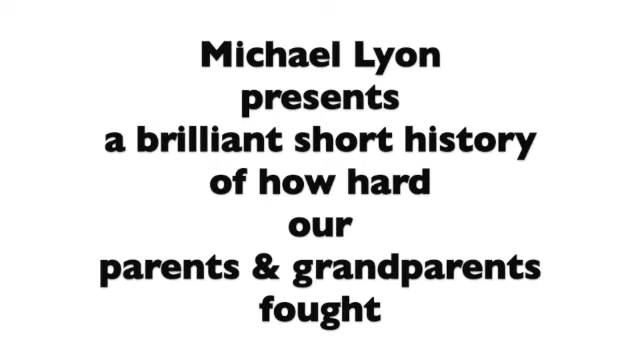 Michael Lyon
presents
a brilliant short history
of how hard
our
parents & grandparents
fought